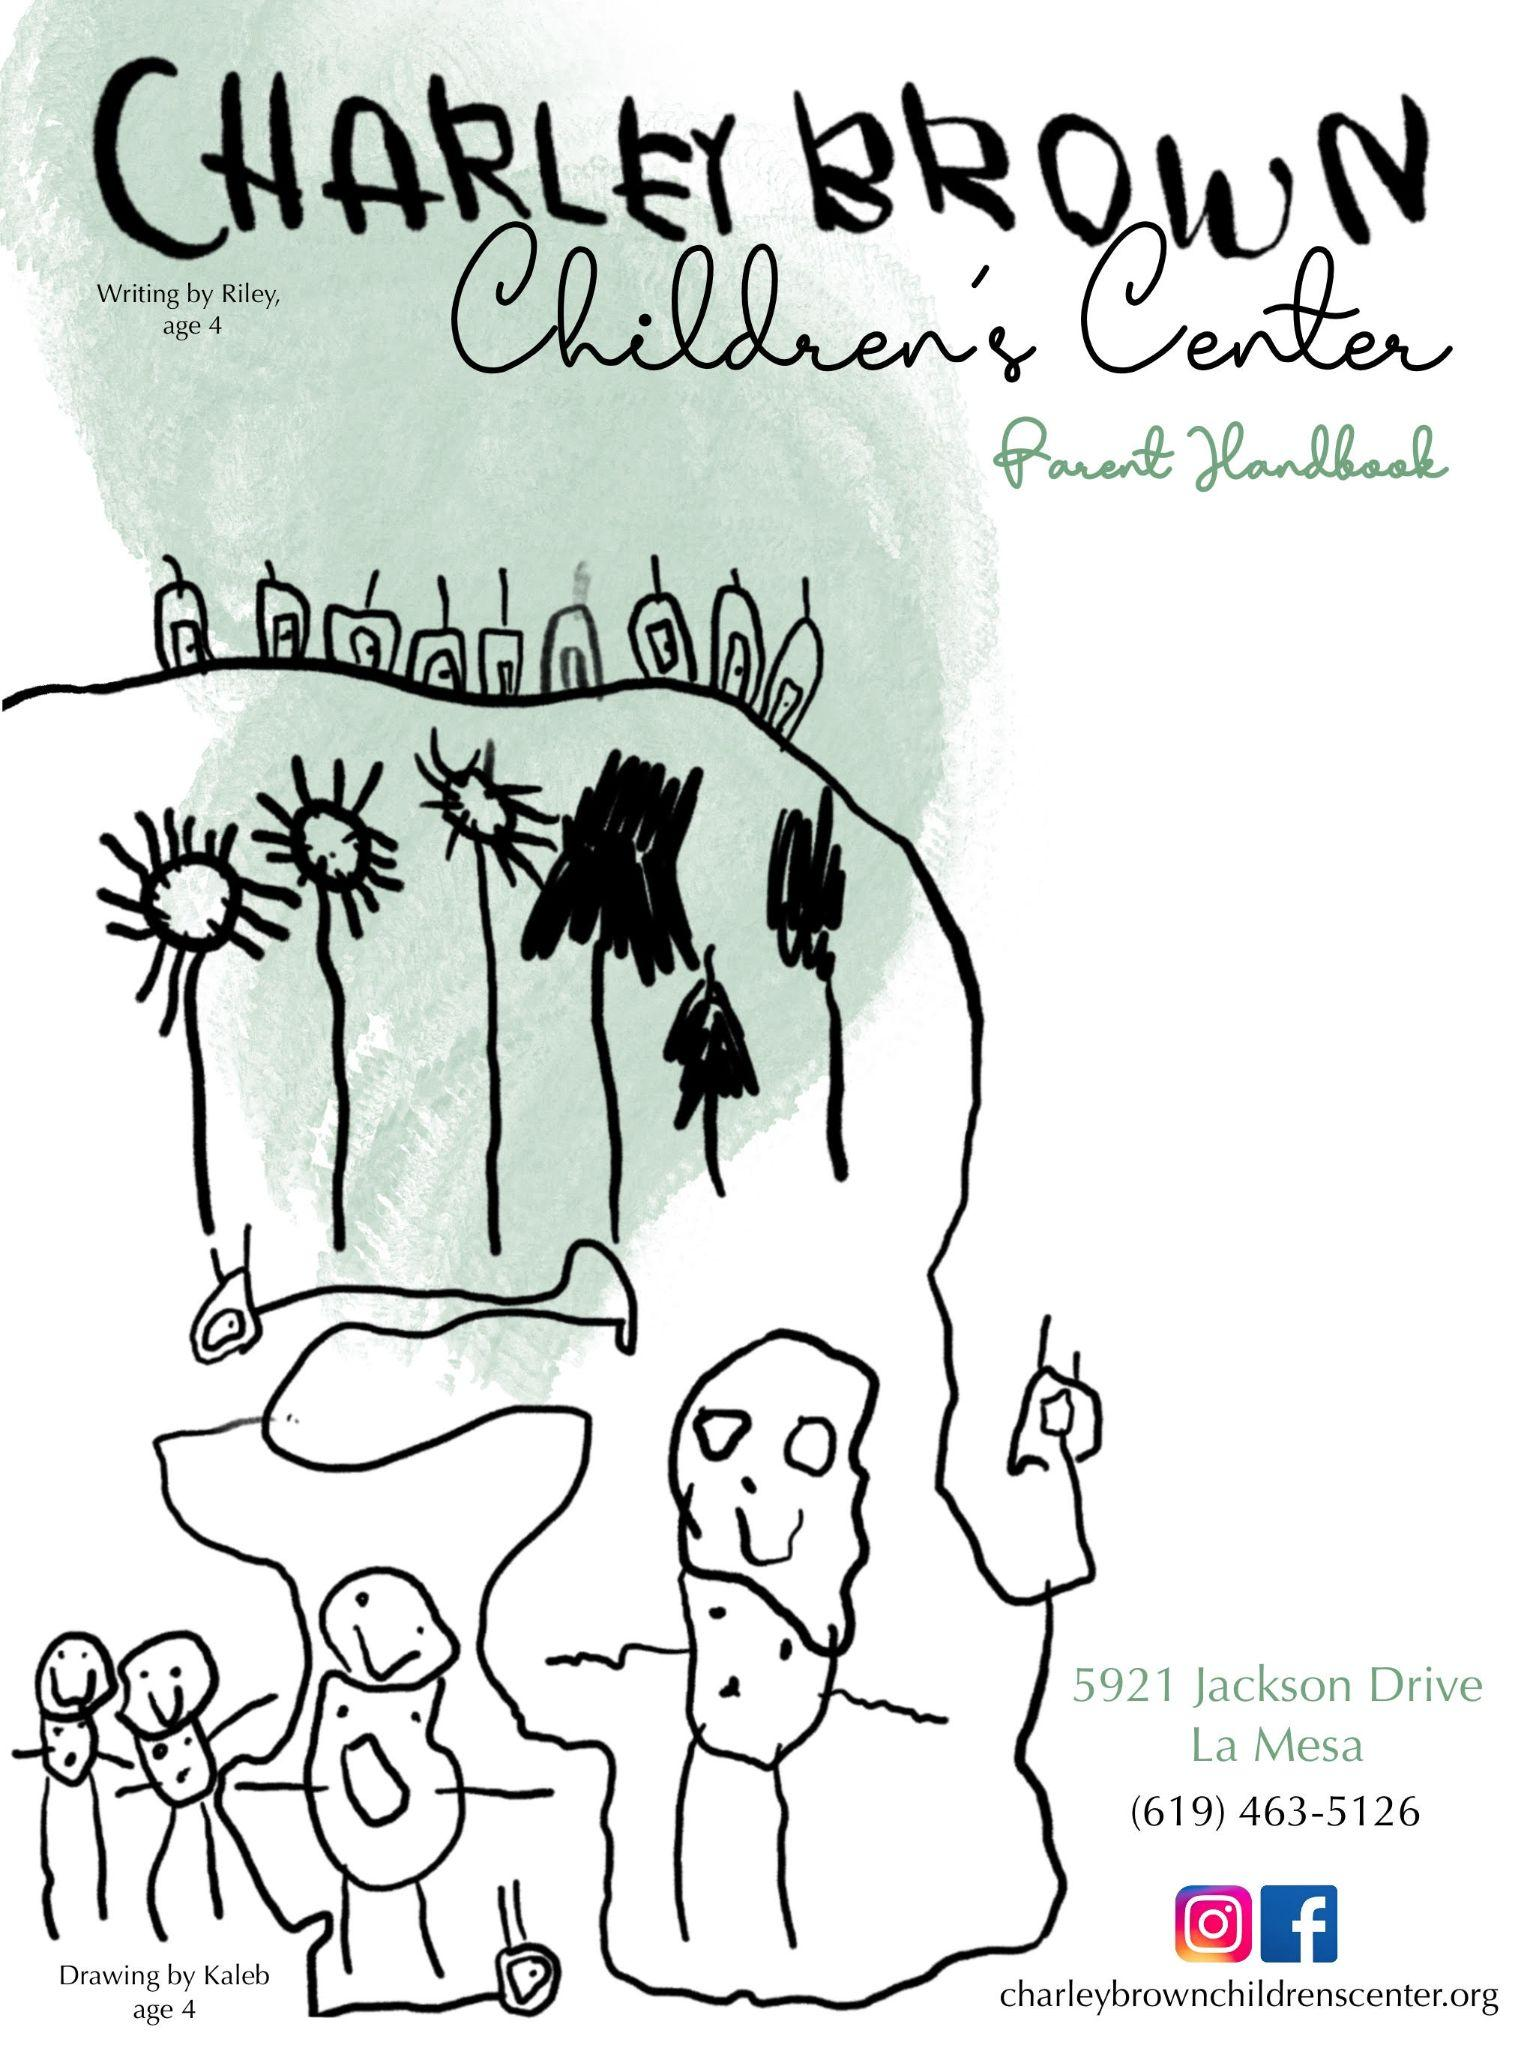 CHARLEY BROWN
Children's Center
Writing by Riley,
age 4
Parent Handbook
5921 Jackson Drive
La Mesa
(619) 463-5126
charleybrownchildrenscenter.org
Drawing by Kaleb
age 4